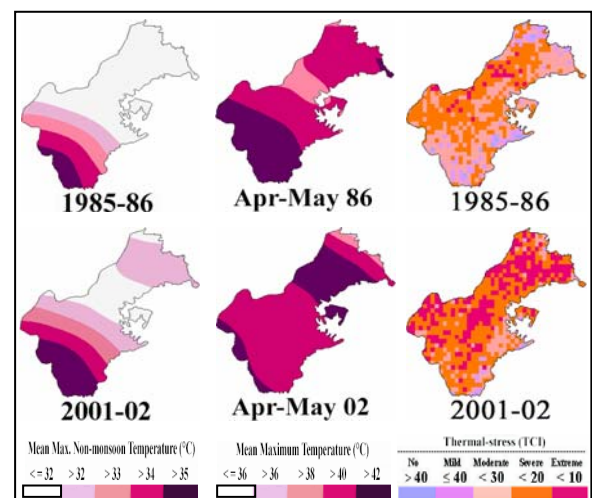 1985-86 Apr-May 86 1985-86
2001-02 Apr-May 02 2001-02
Mean Max. Non-monsoon Temperature (°C)
<=32 >32 >33 >34 >35
Mean Maximum Temperature (°C)
<=36 >36 >38 >40 >42
Thermal-stress (TCI)
No Mild Moderate Severe Extreme
>40 ≤ 40 < 30 < 20 < 10